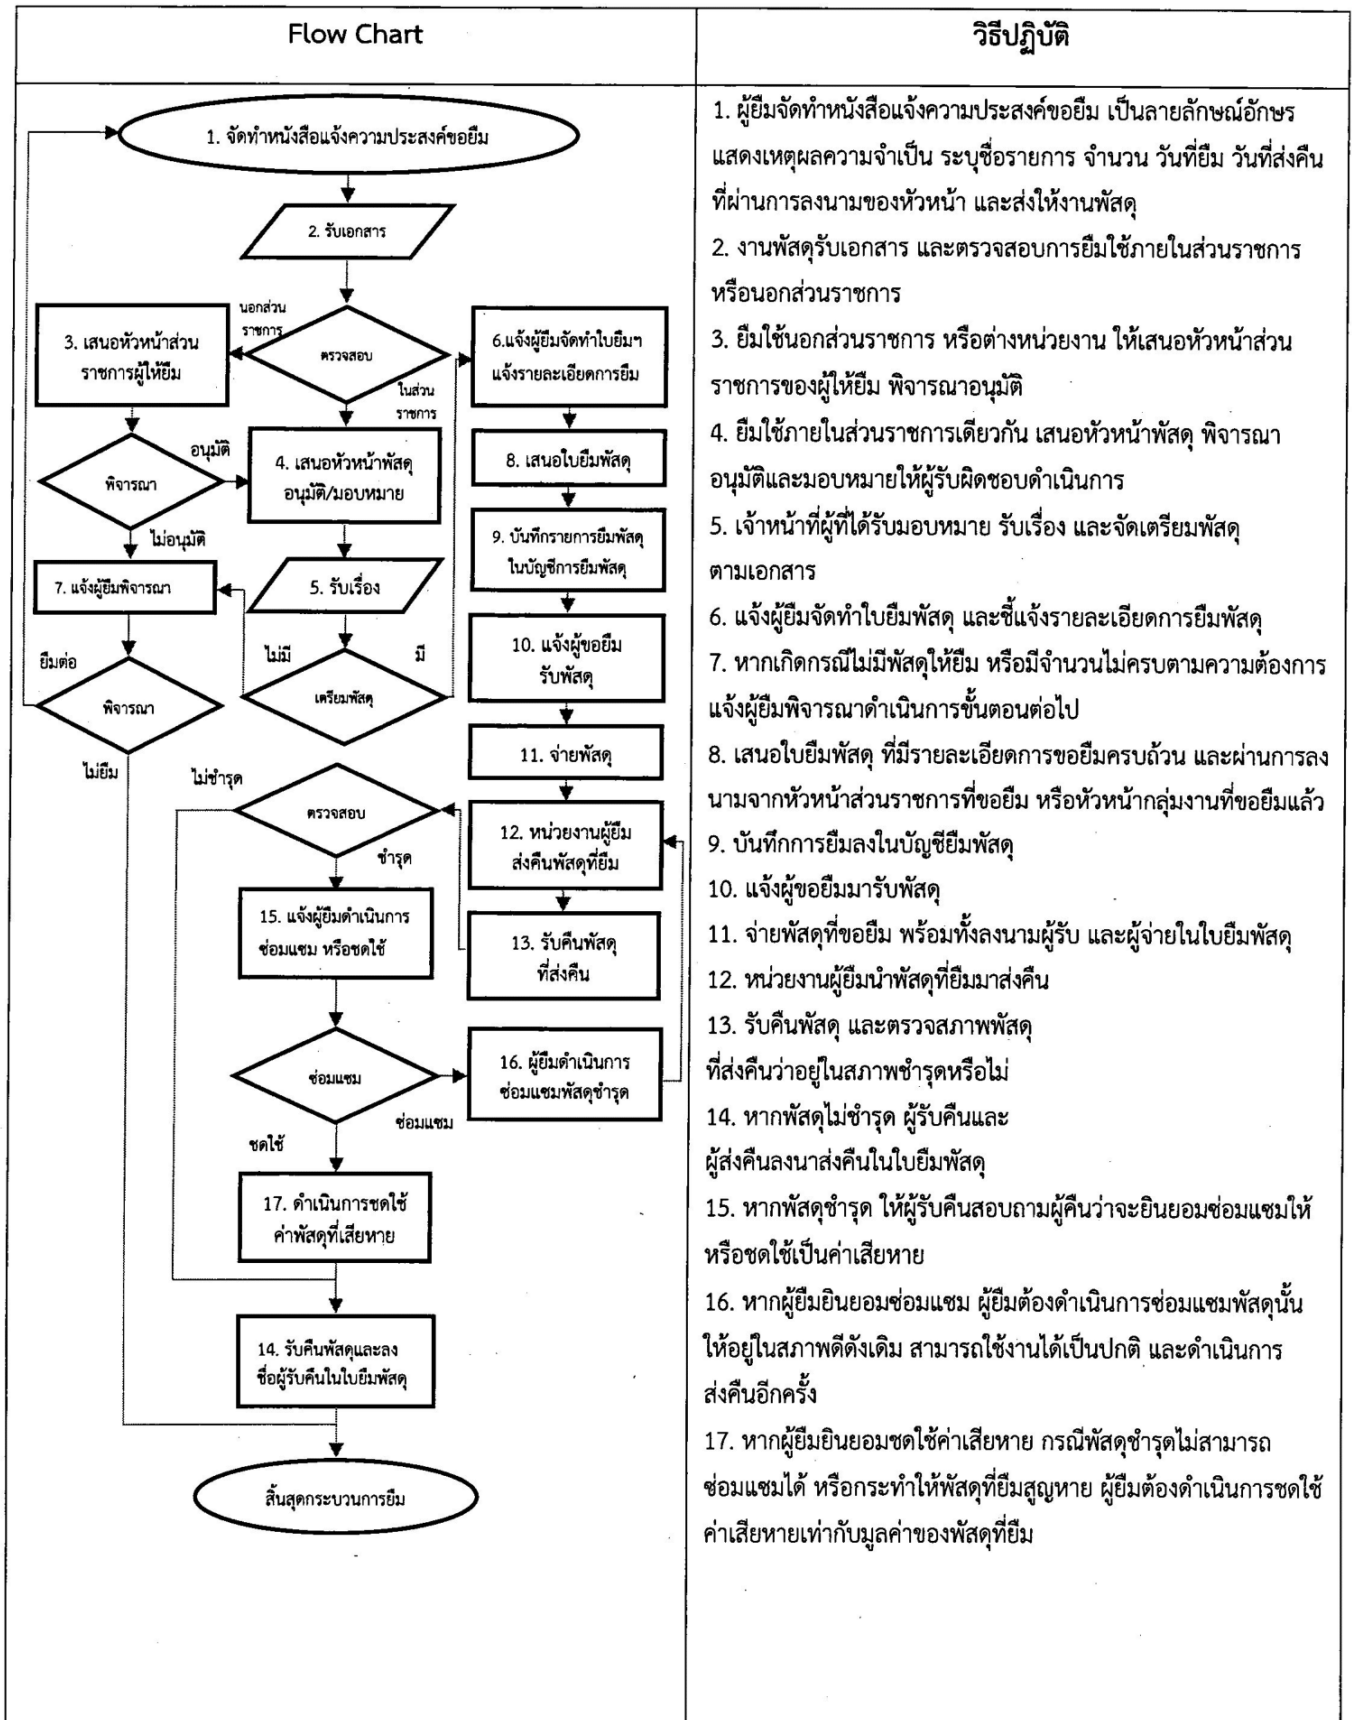 Flow Chart
วิธีปฏิบัติ
1. จัดทำหนังสือแจ้งความประสงค์ขอยืม
2. รับเอกสาร
นอกส่วน
ราชการ
3. เสนอหัวหน้าส่วน
ราชการผู้ให้ยืม
ตรวจสอบ
6.แจ้งผู้ยืมจัดทำใบยืมฯ
แจ้งรายละเอียดการยืม
ในส่วน
ราชการ
อนุมัติ
พิจารณา
4. เสนอหัวหน้าพัสดุ
อนุมัติ/มอบหมาย
8. เสนอใบยืมพัสดุ
ไม่อนุมัติ
9. บันทึกรายการยืมพัสดุ
ในบัญชีการยืมพัสดุ
7. แจ้งผู้ยืมพิจารณา
5. รับเรื่อง
10. แจ้งผู้ขอยืม
รับพัสดุ
ยืมต่อ
ไม่มี
มี
พิจารณา
เตรียมพัสดุ
11. จ่ายพัสดุ
ไม่ยืม
ไม่ชำรุด
ตรวจสอบ
12. หน่วยงานผู้ยืม
ส่งคืนพัสดุที่ยืม
ชำรุด
15. แจ้งผู้ยืมดำเนินการ
ซ่อมแซม หรือชดใช้
13. รับคืนพัสดุ
ที่ส่งคืน
ซ่อมแซม
16. ผู้ยืมดำเนินการ
ซ่อมแซมพัสดุชำรุด
ซ่อมแซม
ชดใช้
17. ดำเนินการชดใช้
ค่าพัสดุที่เสียหาย
14. รับคืนพัสดุและลง
ชื่อผู้รับคืนในใบยืมพัสดุ
สิ้นสุดกระบวนการยืม
1. ผู้ยืมจัดทำหนังสือแจ้งความประสงค์ขอยืม เป็นลายลักษณ์อักษร
แสดงเหตุผลความจำเป็น ระบุชื่อรายการ จำนวน วันที่ยืม วันที่ส่งคืน
ที่ผ่านการลงนามของหัวหน้า และส่งให้งานพัสดุ
2. งานพัสดุรับเอกสาร และตรวจสอบการยืมใช้ภายในส่วนราชการ
หรือนอกส่วนราชการ
3. ยืมใช้นอกส่วนราชการ หรือต่างหน่วยงาน ให้เสนอหัวหน้าส่วน
ราชการของผู้ให้ยืม พิจารณาอนุมัติ
4. ยืมใช้ภายในส่วนราชการเดียวกัน เสนอหัวหน้าพัสดุ พิจารณา
อนุมัติและมอบหมายให้ผู้รับผิดชอบดำเนินการ
5. เจ้าหน้าที่ผู้ที่ได้รับมอบหมาย รับเรื่อง และจัดเตรียมพัสดุ
ตามเอกสาร
6. แจ้งผู้ยืมจัดทำใบยืมพัสดุ และชี้แจ้งรายละเอียดการยืมพัสดุ
7. หากเกิดกรณีไม่มีพัสดุให้ยืม หรือมีจำนวนไม่ครบตามความต้องการ
แจ้งผู้ยืมพิจารณาดำเนินการขั้นตอนต่อไป
8. เสนอใบยืมพัสดุ ที่มีรายละเอียดการขอยืมครบถ้วน และผ่านการลง
นามจากหัวหน้าส่วนราชการที่ขอยืม หรือหัวหน้ากลุ่มงานที่ขอยืมแล้ว
9. บันทึกการยืมลงในบัญชียืมพัสดุ
10. แจ้งผู้ขอยืมมารับพัสดุ
11. จ่ายพัสดุที่ขอยืม พร้อมทั้งลงนามผู้รับ และผู้จ่ายในใบยืมพัสดุ
12. หน่วยงานผู้ยืมนำพัสดุที่ยืมมาส่งคืน
13. รับคืนพัสดุ และตรวจสภาพพัสดุ
ที่ส่งคืนว่าอยู่ในสภาพชำรุดหรือไม่
14. หากพัสดุไม่ชำรุด ผู้รับคืนและ
ผู้ส่งคืนลงนาส่งคืนในใบยืมพัสดุ
15. หากพัสดุชำรุด ให้ผู้รับคืนสอบถามผู้คืนว่าจะยินยอมซ่อมแซมให้
หรือชดใช้เป็นค่าเสียหาย
16. หากผู้ยืมยินยอมซ่อมแซม ผู้ยืมต้องดำเนินการซ่อมแซมพัสดุนั้น
ให้อยู่ในสภาพดีดังเดิม สามารถใช้งานได้เป็นปกติ และดำเนินการ
ส่งคืนอีกครั้ง
17. หากผู้ยืมยินยอมชดใช้ค่าเสียหาย กรณีพัสดุชำรุดไม่สามารถ
ซ่อมแซมได้ หรือกระทำให้พัสดุที่ยืมสูญหาย ผู้ยืมต้องดำเนินการชดใช้
ค่าเสียหายเท่ากับมูลค่าของพัสดุที่ยืม